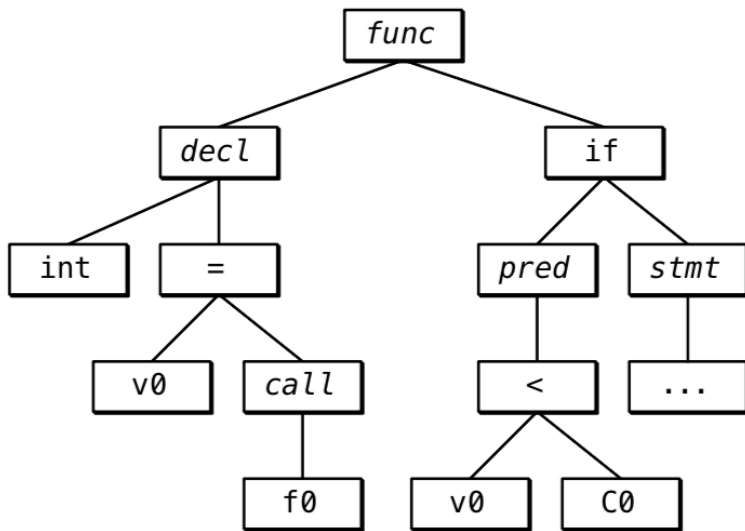 func
decl if
int = pred stmt
v0 call < ...
f0 v0 C0